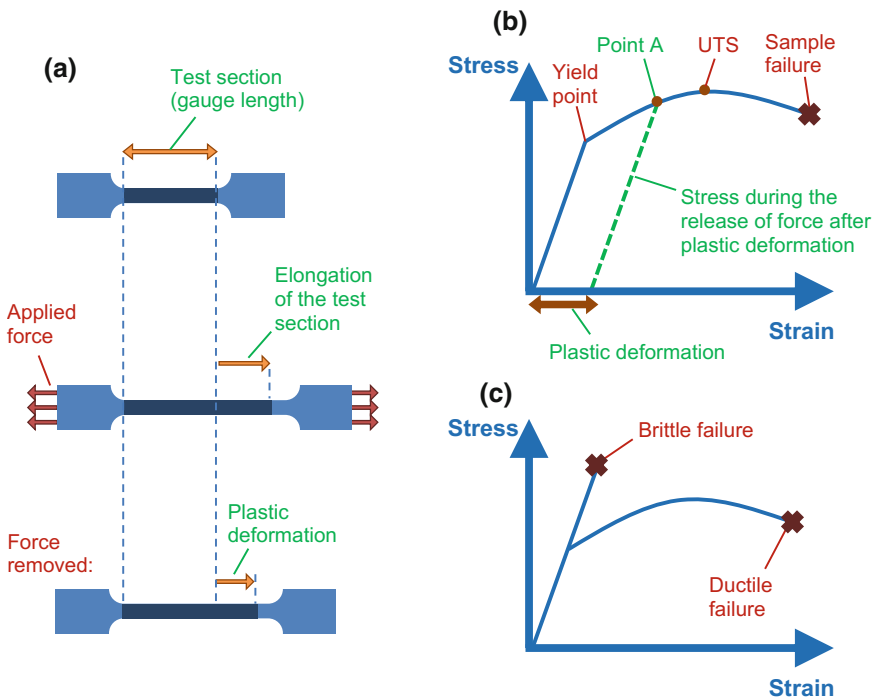 (a)
Test section
(gauge length)
Elongation
of the test
section
Applied
force
Plastic
deformation
Force
removed:
(b)
Stress
Point A
UTS
Sample
failure
Yield
point
Stress during the
release of force after
plastic deformation
Strain
Plastic deformation
(c)
Stress
Brittle failure
Ductile
failure
Strain